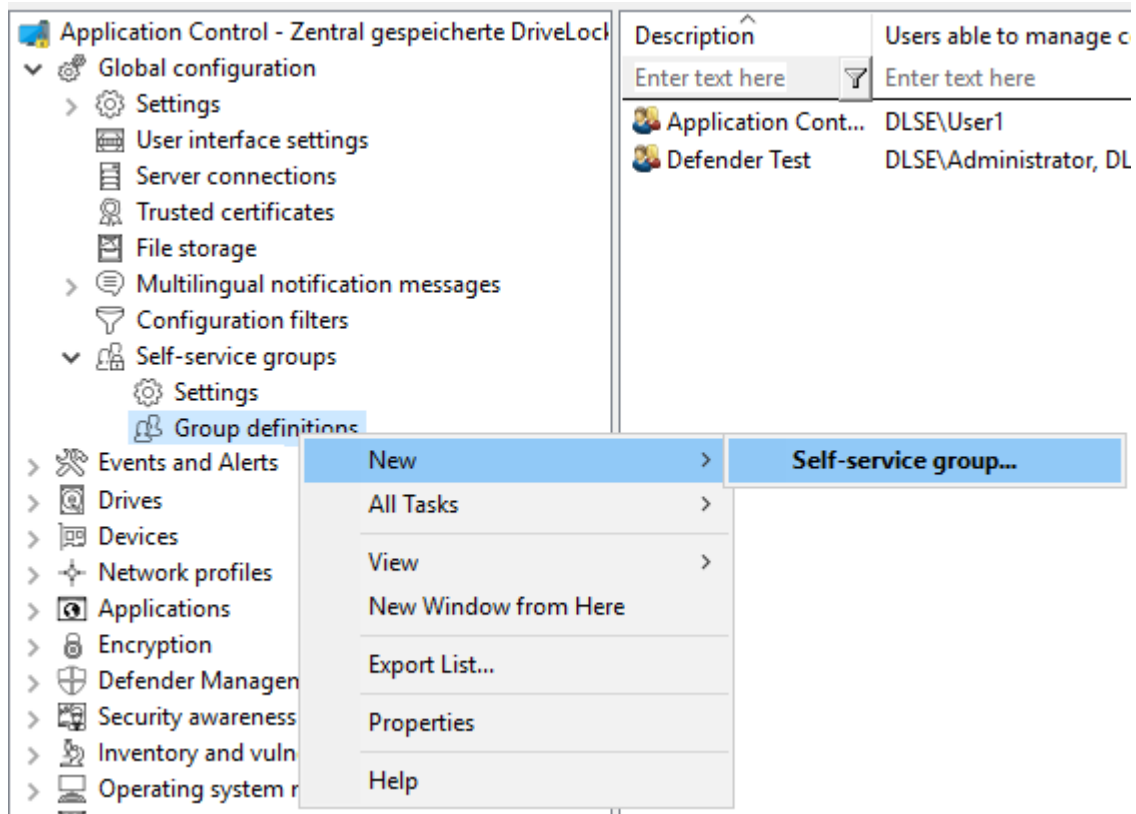 Application Control - Zentral gespeicherte DriveLock
Global configuration
Settings
User interface settings
Server connections
Trusted certificates
File storage
Multilingual notification messages
Configuration filters
Self-service groups
Settings
Group definitions
Events and Alerts
Drives
Devices
Network profiles
Applications
Encryption
Defender
Security awareness
Inventory and
Operating system
Description Users able to manage
Enter text here Enter text here
Application Cont... DLSE\User1
Defender Test DLSE\Administrator,
New
All Tasks
View
New Window from Here
Export List...
Properties
Help
Self-service group...